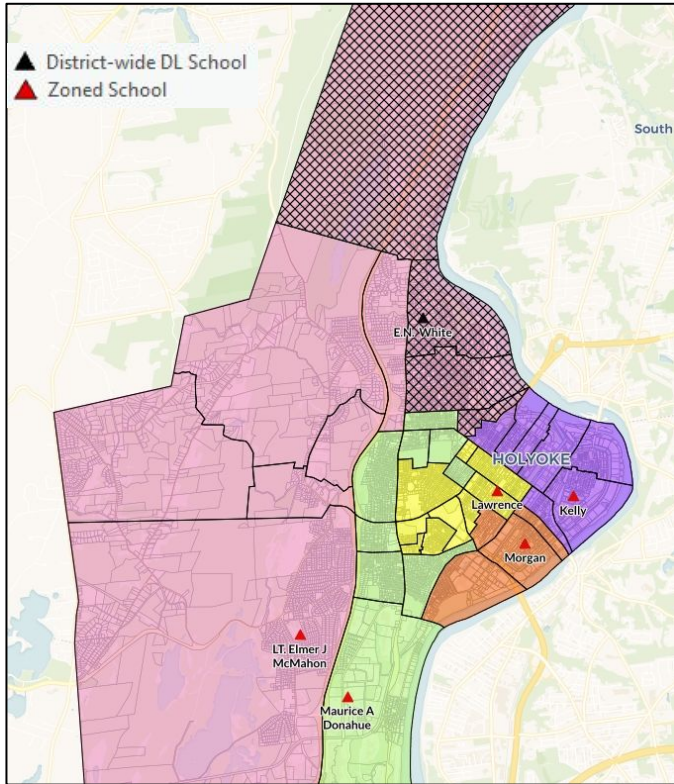 District-wide DL School
Zoned School
South
E.N. White
HOLYOKE
Lawrence
Kelly
Morgan
LT. Elmer J
McMahon
Maurice A
Donahue